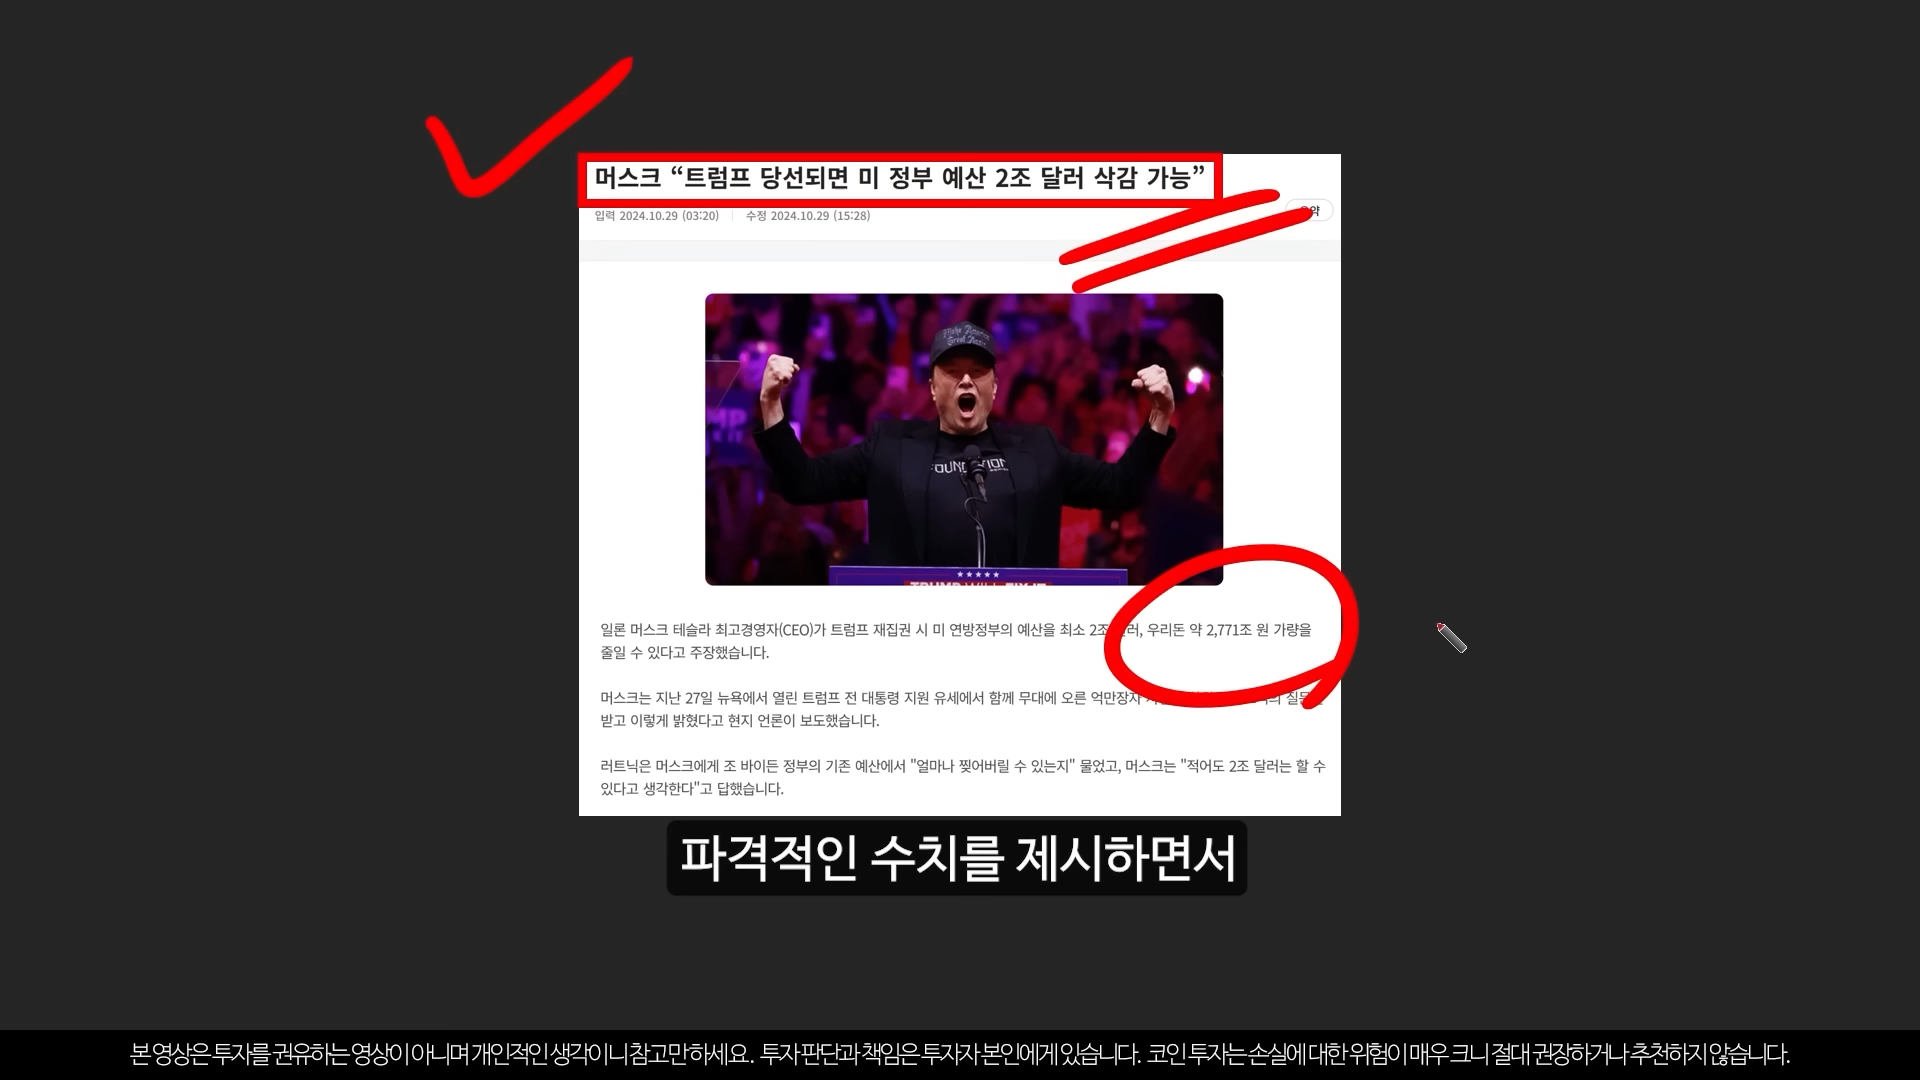 머스크 “트럼프 당선되면 미 정부 예산 2조 달러 삭감 가능”
입력 2024.10.29 (03:20) 수정 2024.10.29 (15:28)
Make America
Great Again
일론 머스크 테슬라 최고경영자(CEO)가 트럼프 재집권 시 미 연방정부의 예산을 최소 2조 달러, 우리돈 약 2,771조 원 가량을
줄일 수 있다고 주장했습니다.
머스크는 지난 27일 뉴욕에서 열린 트럼프 전 대통령 지원 유세에서 함께 무대에 오른 억만장자
받고 이렇게 밝혔다고 현지 언론이 보도했습니다.
러트닉은 머스크에게 조 바이든 정부의 기존 예산에서 "얼마나 찢어버릴 수 있는지" 물었고, 머스크는 "적어도 2조 달러는 할 수
있다고 생각한다"고 답했습니다.
파격적인 수치를 제시하면서
본 영상은 투자를 권유하는 영상이 아니며 개인적인 생각이니 참고만 하세요. 투자 판단과 책임은 투자자 본인에게 있습니다. 코인 투자는 손실에 대한 위험이 매우 크니 절대 권장하거나 추천하지 않습니다.